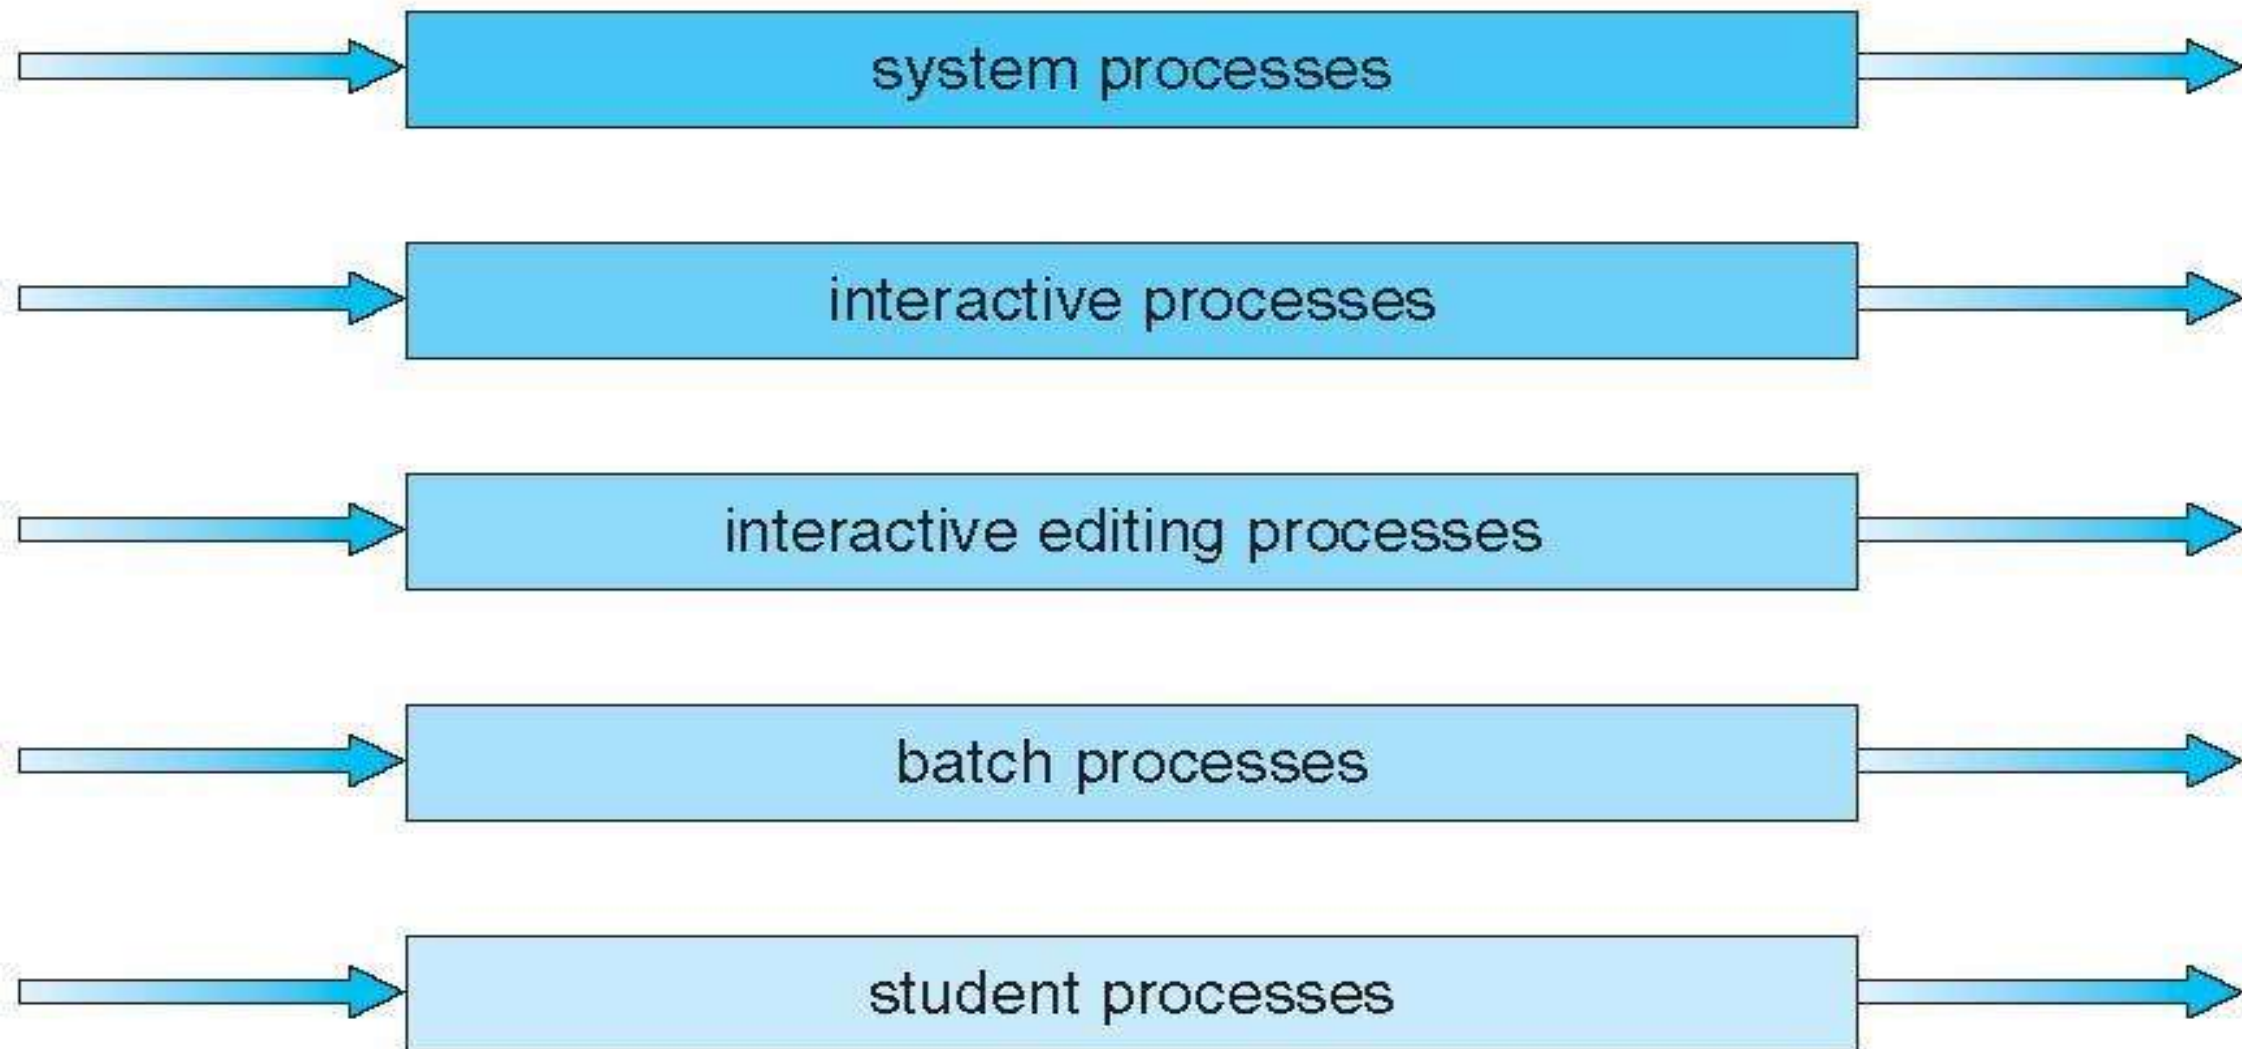 system processes
interactive processes
interactive editing processes
batch processes
student processes